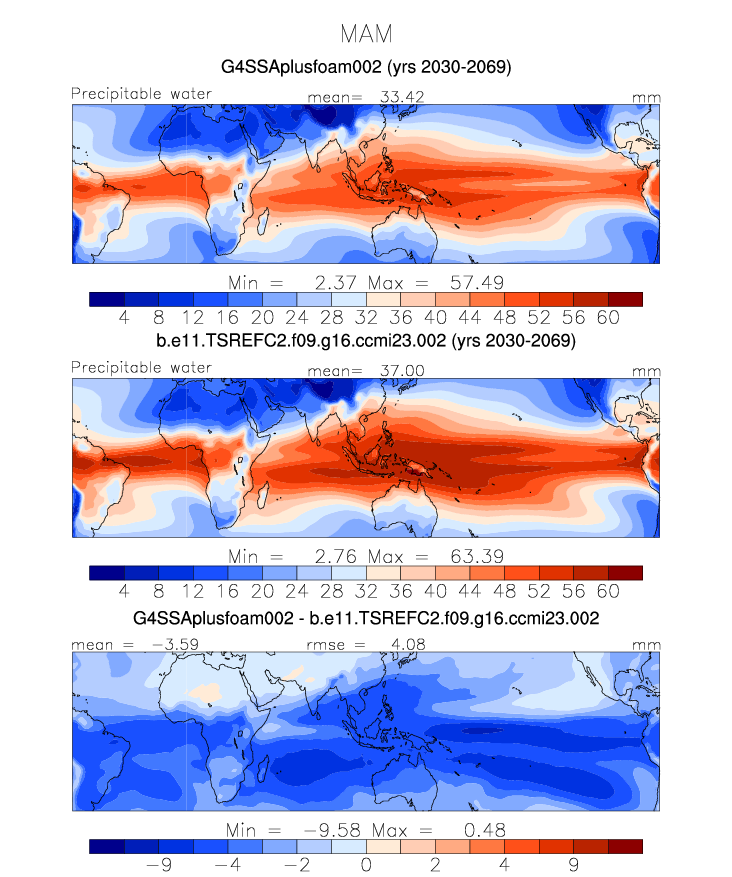 MAM
G4SSAplusfoam002 (yrs 2030-2069)
Precipitable water mean= 33.42 mm
Min = 2.37 Max = 57.49
4 8 12 16 20 24 28 32 36 40 44 48 52 56 60
b.e11.TSREFC2.f09.g16.ccmi23.002 (yrs 2030-2069)
Precipitable water mean= 37.00 mm
Min = 2.76 Max = 63.39
4 8 12 16 20 24 28 32 36 40 44 48 52 56 60
G4SSAplusfoam002 - b.e11.TSREFC2.f09.g16.ccmi23.002
mean = -3.59 rmse = 4.08 mm
Min = -9.58 Max = 0.48
-9 -4 -2 0 2 4 9